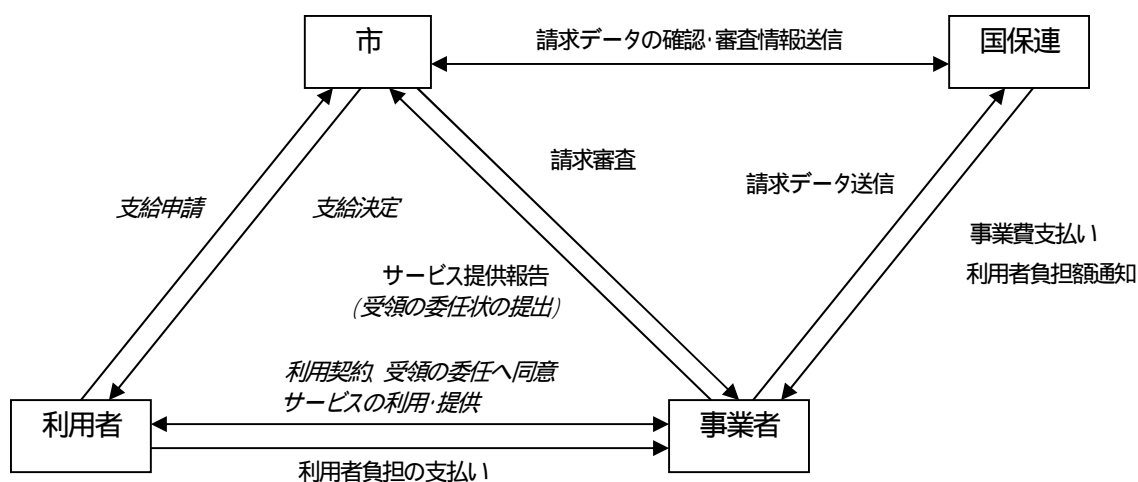 市
請求データの確認・審査情報送信
国保連
請求審査
請求データ送信
支給申請
支給決定
事業費支払い
利用者負担額通知
サービス提供報告
(受領の委任状の提出)
利用契約、受領の委任へ同意
サービスの利用・提供
利用者
事業者
利用者負担の支払い